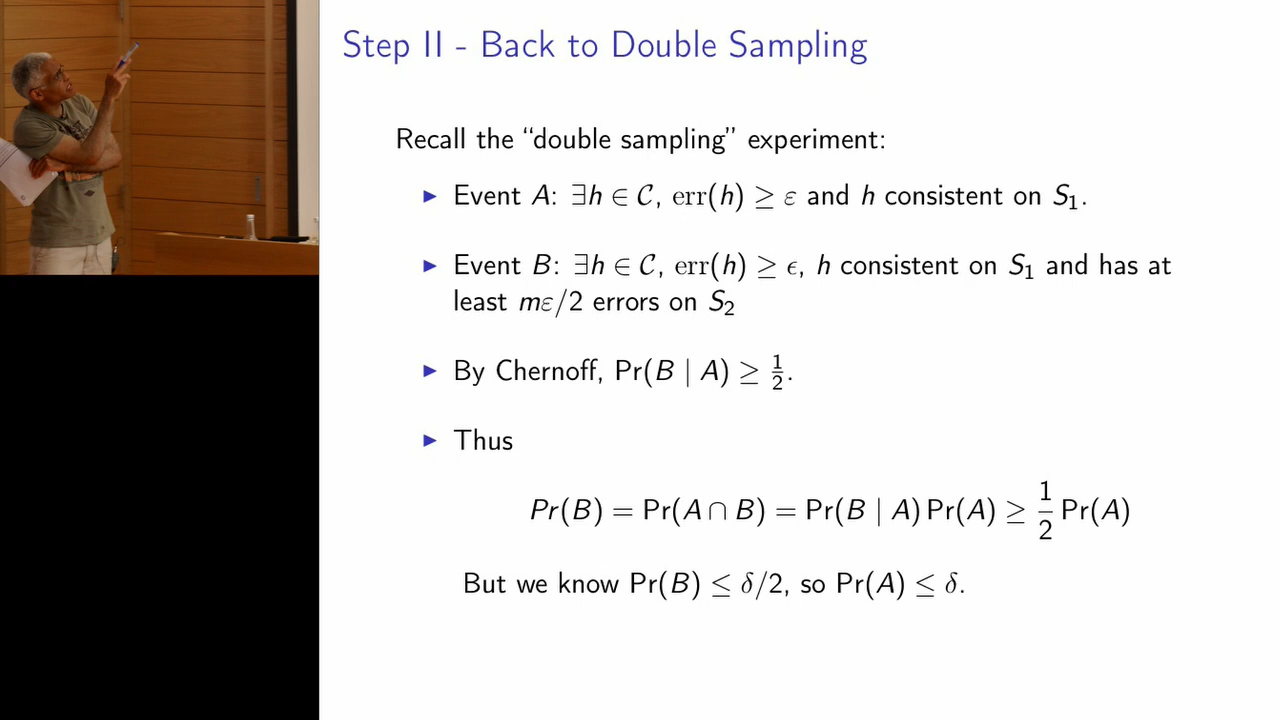 Step II - Back to Double Sampling
Recall the “double sampling” experiment:
▶ Event A: ∃h ∈ 𝒞, err(h) ≥ ε and h consistent on S₁.
▶ Event B: ∃h ∈ 𝒞, err(h) ≥ ϵ, h consistent on S₁ and has at
least mε/2 errors on S₂
▶ By Chernoff, Pr(B | A) ≥ 1/2.
▶ Thus
Pr(B) = Pr(A ∩ B) = Pr(B | A) Pr(A) ≥ 1/2 Pr(A)
But we know Pr(B) ≤ δ/2, so Pr(A) ≤ δ.